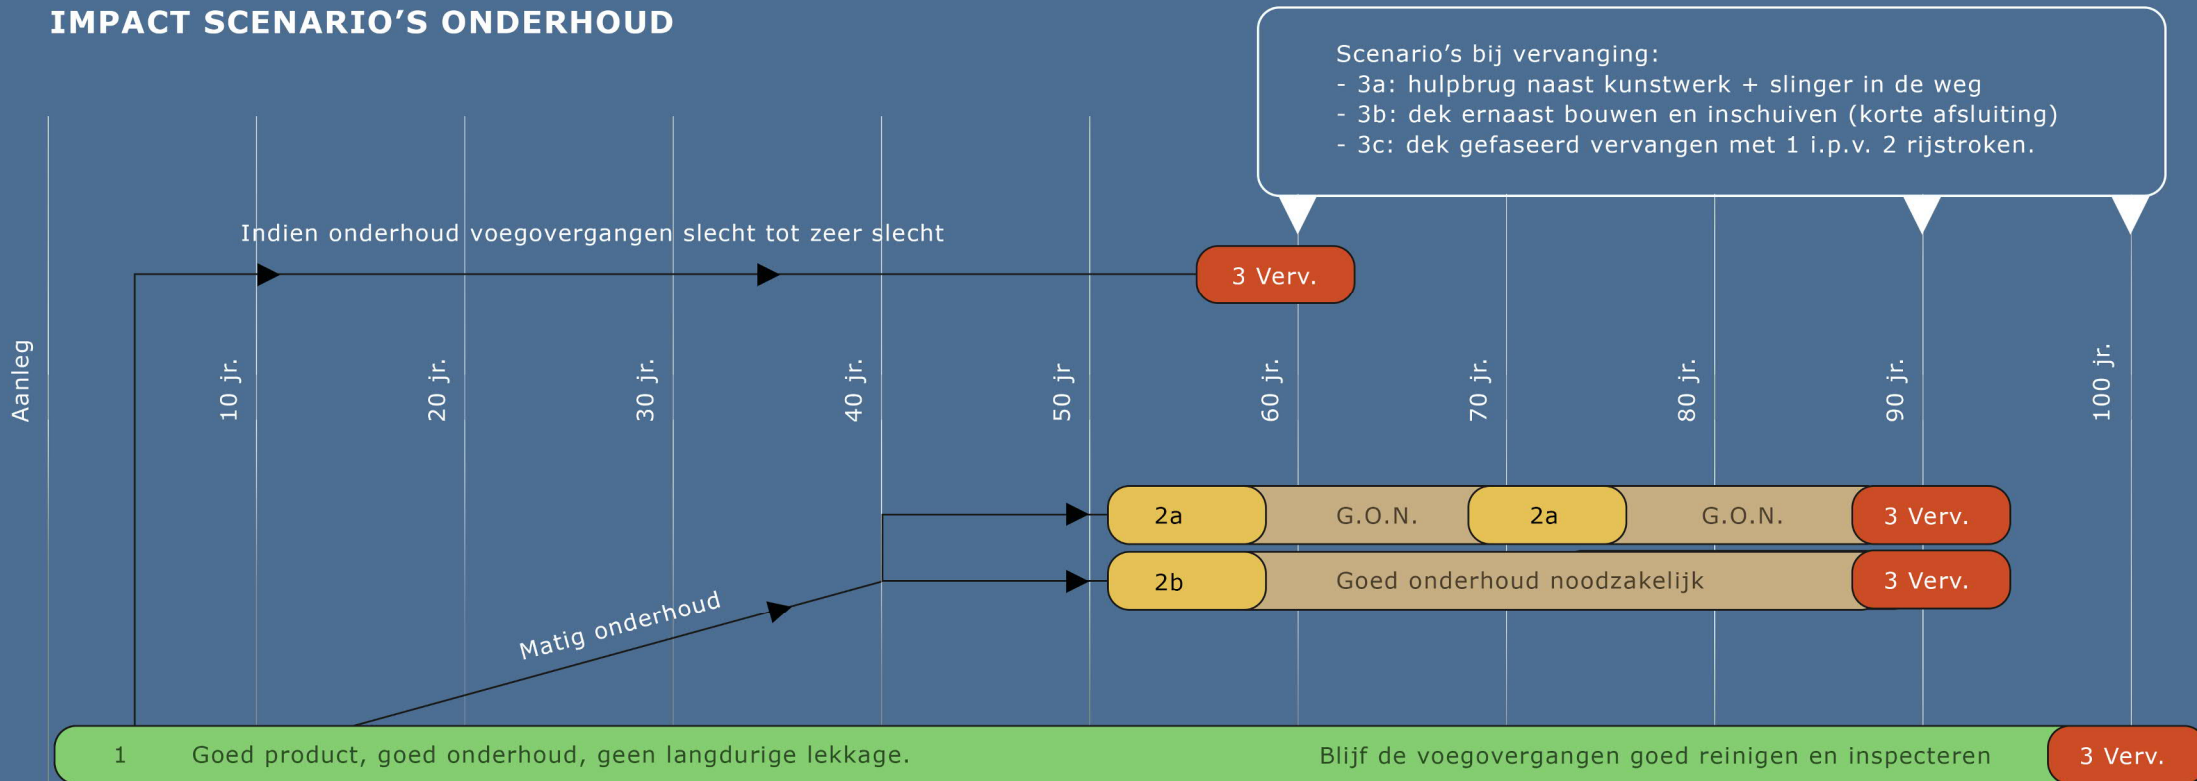 IMPACT SCENARIO’S ONDERHOUD
Scenario’s bij vervanging:
- 3a: hulpbrug naast kunstwerk + slinger in de weg
- 3b: dek ernaast bouwen en inschuiven (korte afsluiting)
- 3c: dek gefaseerd vervangen met 1 i.p.v. 2 rijstroken.
Indien onderhoud voegovergangen slecht tot zeer slecht
3 Verv.
Aanleg
10 jr.
20 jr.
30 jr.
40 jr.
50 jr
60 jr.
70 jr.
80 jr.
90 jr.
100 jr.
2a
G.O.N.
2a
G.O.N.
3 Verv.
2b
Goed onderhoud noodzakelijk
3 Verv.
Matig onderhoud
1
Goed product, goed onderhoud, geen langdurige lekkage.
Blijf de voegovergangen goed reinigen en inspecteren
3 Verv.